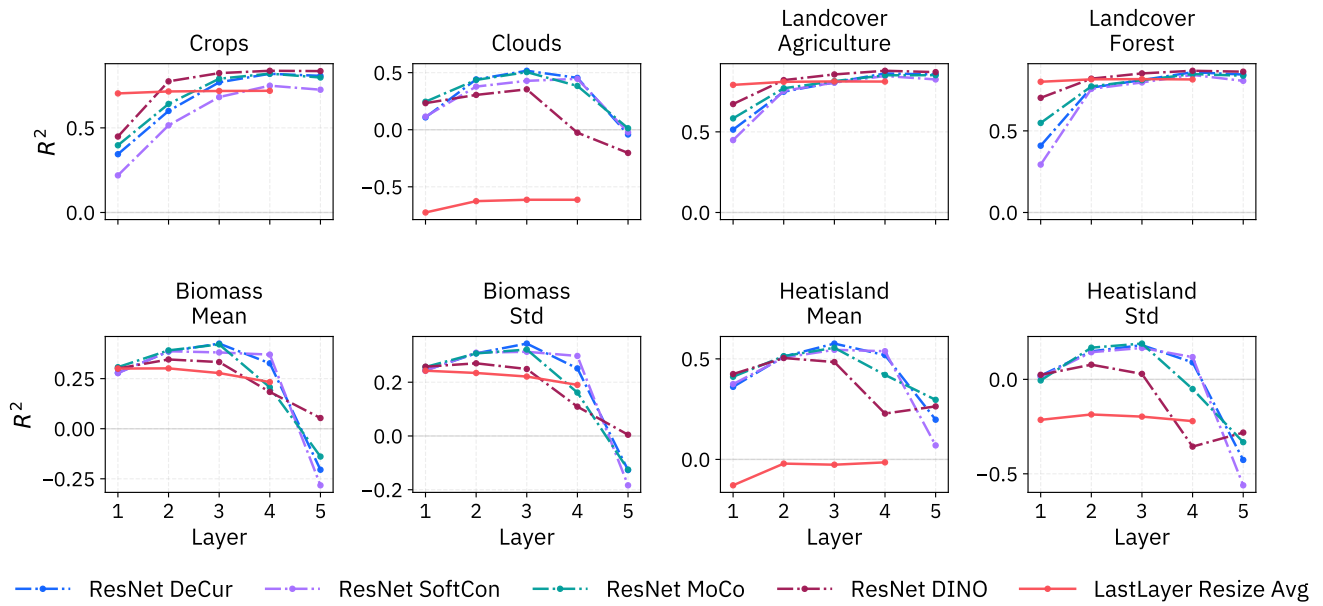 Crops
Clouds
Landcover
Agriculture
Landcover
Forest
R²
0.5
0.0
0.5
0.0
−0.5
0.5
0.0
0.5
0.0
Biomass
Mean
Biomass
Std
Heatisland
Mean
Heatisland
Std
R²
0.25
0.00
−0.25
0.2
0.0
−0.2
0.5
0.0
0.0
−0.5
1 2 3 4 5
1 2 3 4 5
1 2 3 4 5
1 2 3 4 5
Layer
Layer
Layer
Layer
ResNet DeCur
ResNet SoftCon
ResNet MoCo
ResNet DINO
LastLayer Resize Avg